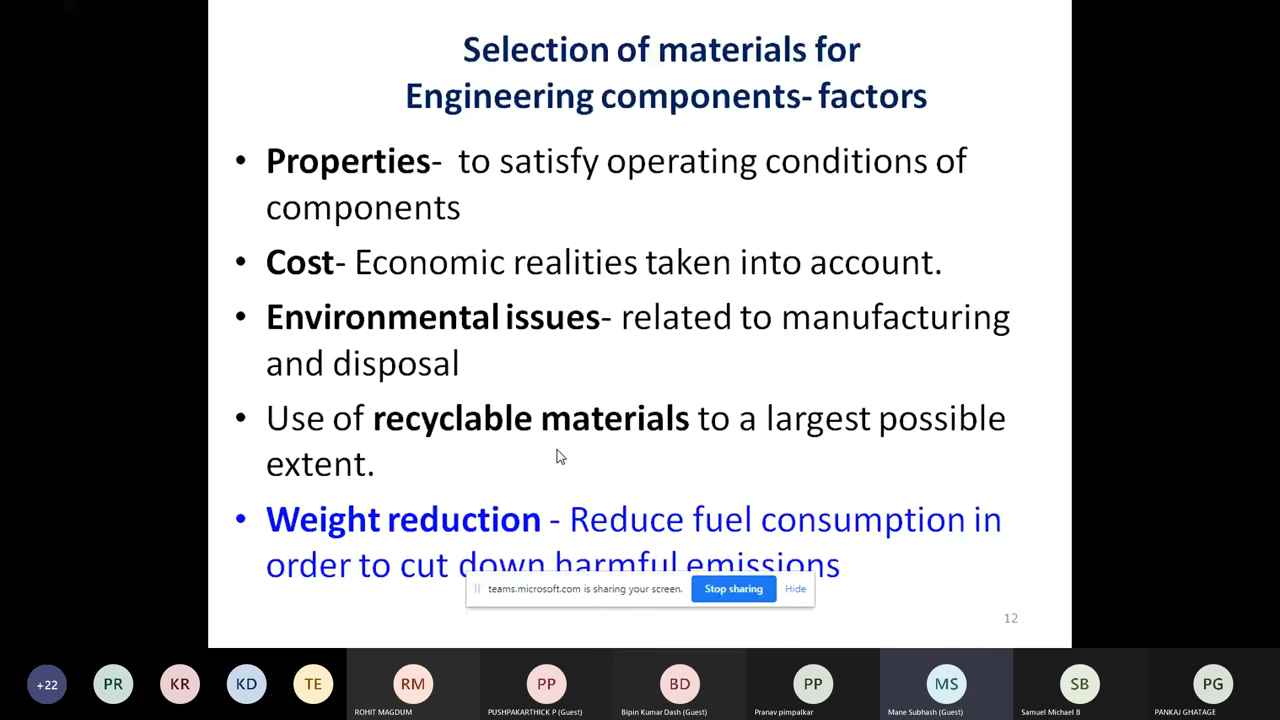 Selection of materials for
Engineering components- factors
• Properties- to satisfy operating conditions of
components
• Cost- Economic realities taken into account.
• Environmental issues- related to manufacturing
and disposal
• Use of recyclable materials to a largest possible
extent.
• Weight reduction - Reduce fuel consumption in
order to cut down harmful emissions
teams.microsoft.com is sharing your screen. Stop sharing Hide
12
+22 PR KR KD TE RM PP BD PP MS SB PG
ROHIT MAGDUM PUSHPAKARTHICK P (Guest) Bipin Kumar Dash (Guest) Pranav pimpalkar Mane Subhash (Guest) Samuel Michael B PANKAJ GHATAGE